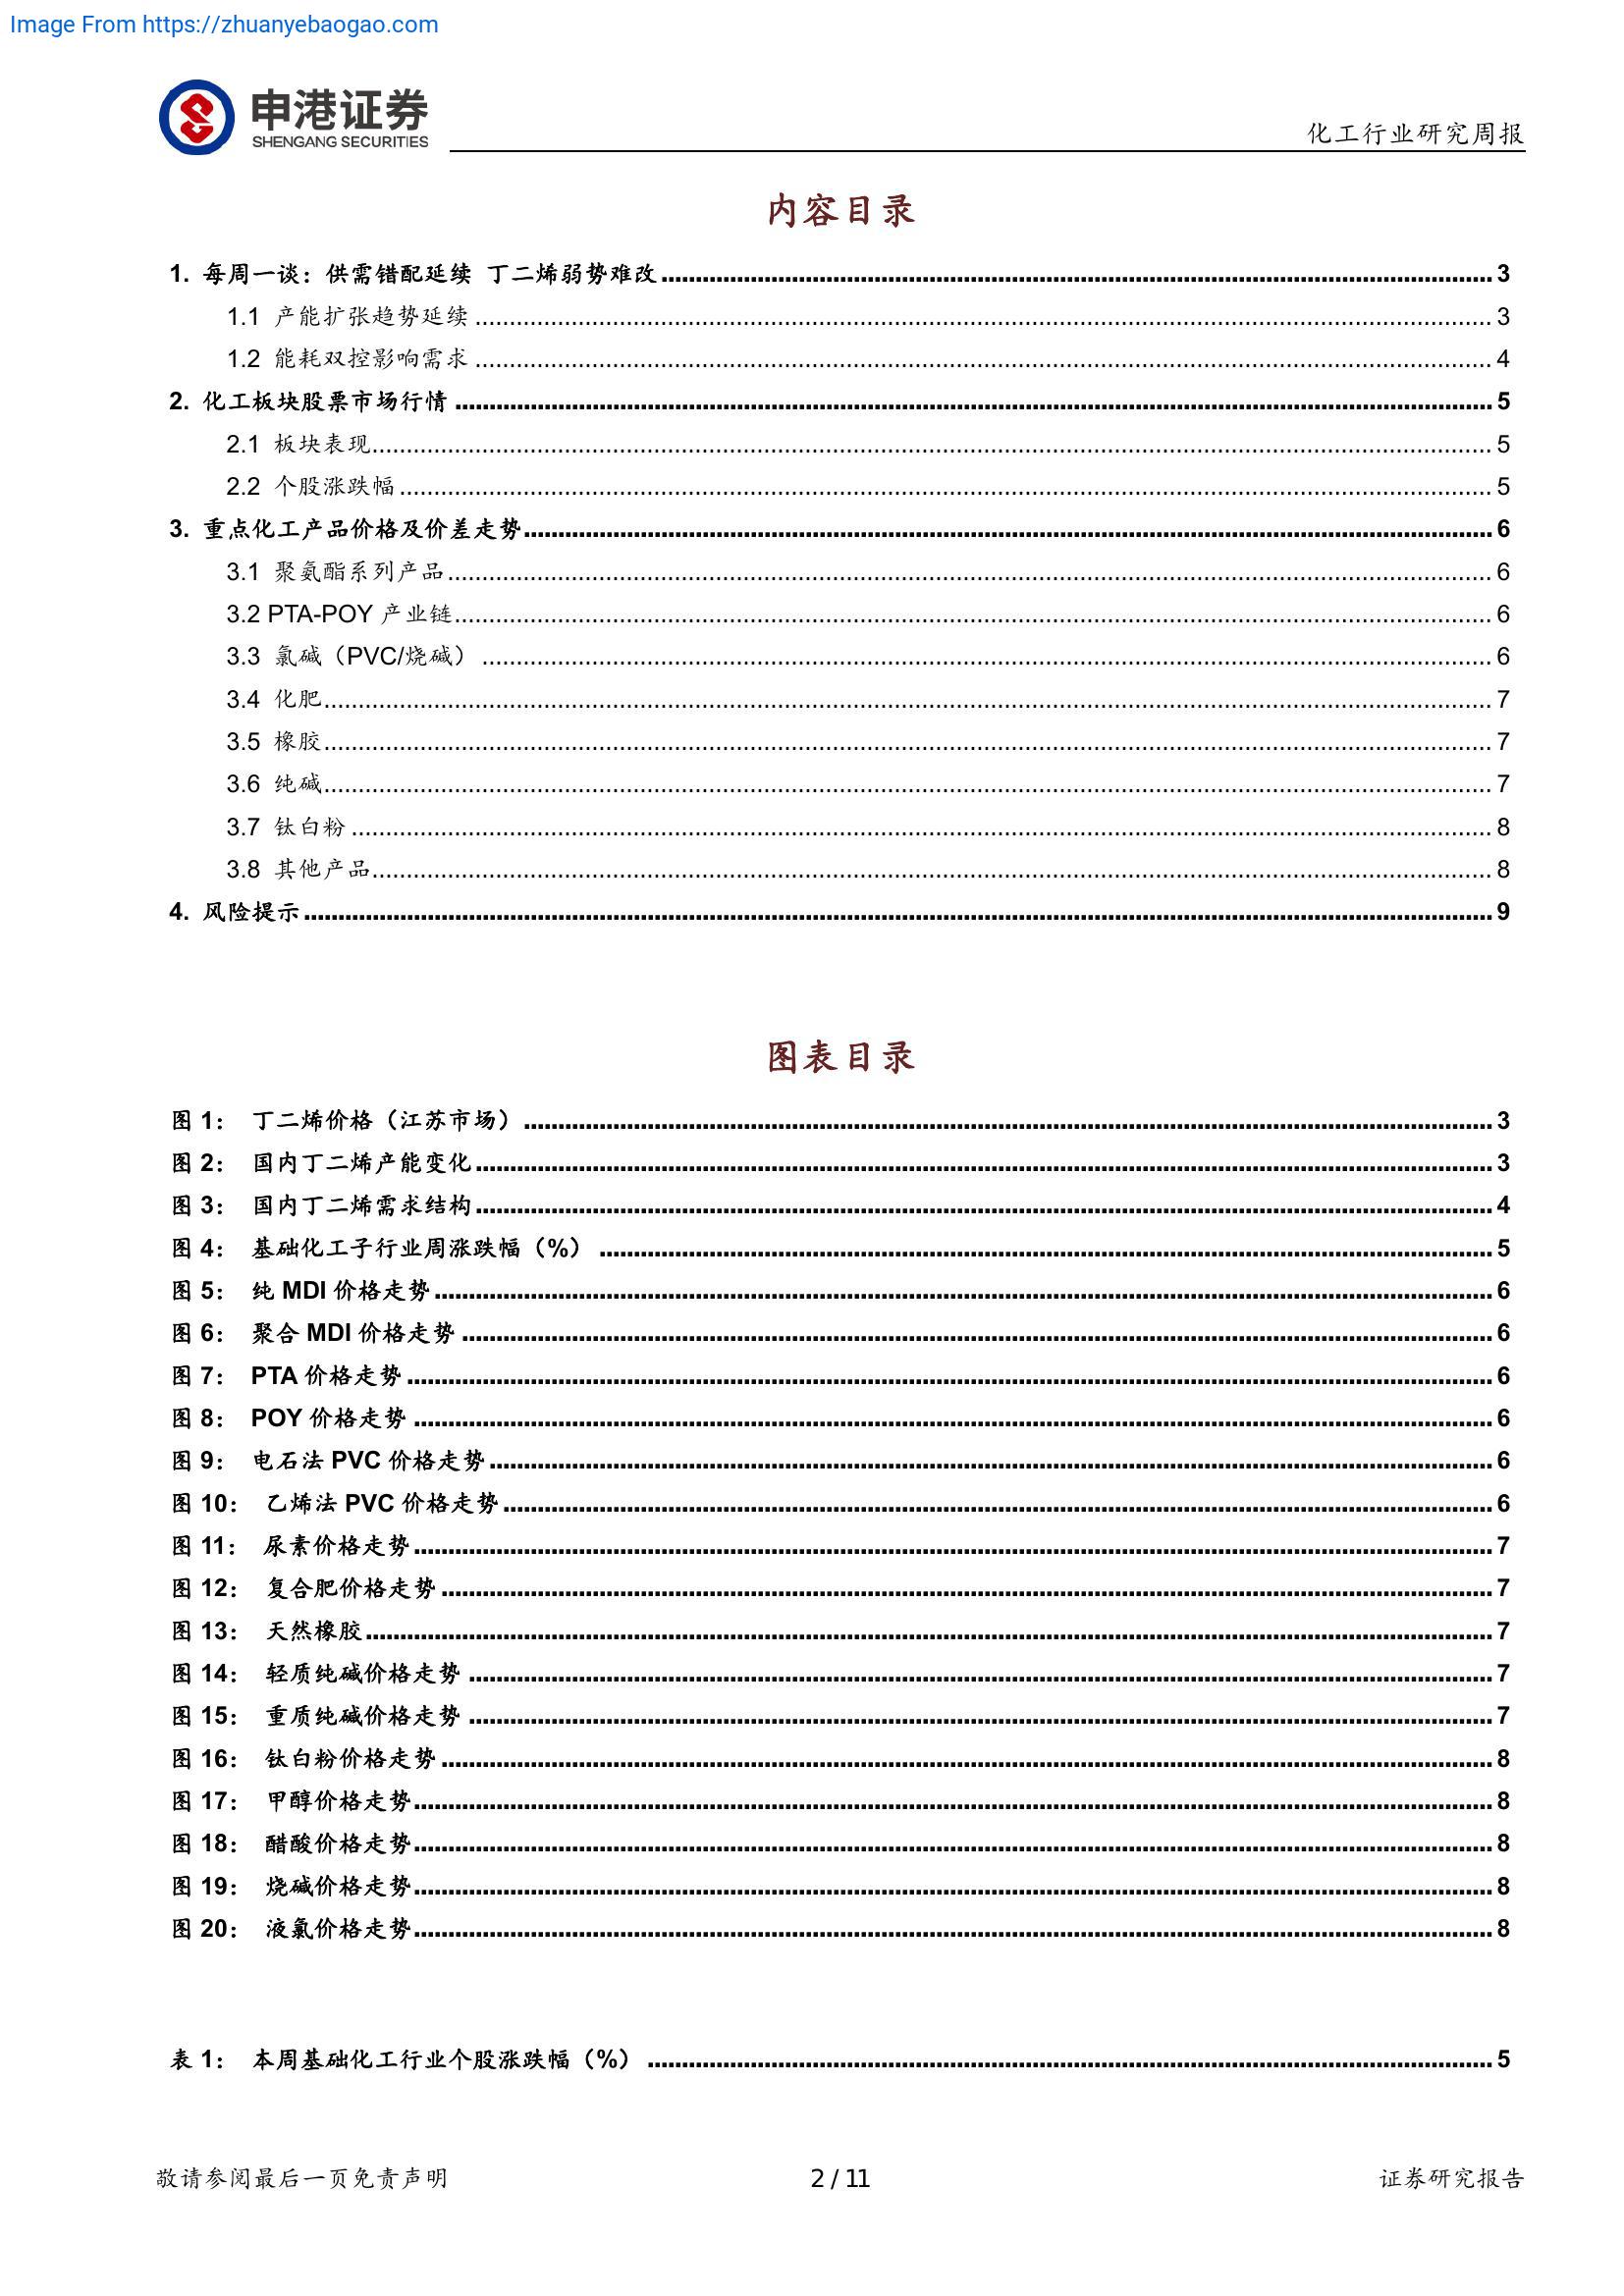 Image From https://zhuanyebaogao.com
申港证券
SHENGANG SECURITIES
化工行业研究周报
内容目录
1. 每周一谈：供需错配延续 丁二烯弱势难改 3
1.1 产能扩张趋势延续 3
1.2 能耗双控影响需求 4
2. 化工板块股票市场行情 5
2.1 板块表现 5
2.2 个股涨跌幅 5
3. 重点化工产品价格及价差走势 6
3.1 聚氨酯系列产品 6
3.2 PTA-POY 产业链 6
3.3 氯碱（PVC/烧碱） 6
3.4 化肥 7
3.5 橡胶 7
3.6 纯碱 7
3.7 钛白粉 8
3.8 其他产品 8
4. 风险提示 9
图表目录
图 1： 丁二烯价格（江苏市场） 3
图 2： 国内丁二烯产能变化 3
图 3： 国内丁二烯需求结构 4
图 4： 基础化工子行业周涨跌幅（%） 5
图 5： 纯 MDI 价格走势 6
图 6： 聚合 MDI 价格走势 6
图 7： PTA 价格走势 6
图 8： POY 价格走势 6
图 9： 电石法 PVC 价格走势 6
图 10： 乙烯法 PVC 价格走势 6
图 11： 尿素价格走势 7
图 12： 复合肥价格走势 7
图 13： 天然橡胶 7
图 14： 轻质纯碱价格走势 7
图 15： 重质纯碱价格走势 7
图 16： 钛白粉价格走势 8
图 17： 甲醇价格走势 8
图 18： 醋酸价格走势 8
图 19： 烧碱价格走势 8
图 20： 液氯价格走势 8
表 1： 本周基础化工行业个股涨跌幅（%） 5
敬请参阅最后一页免责声明
2 / 11
证券研究报告